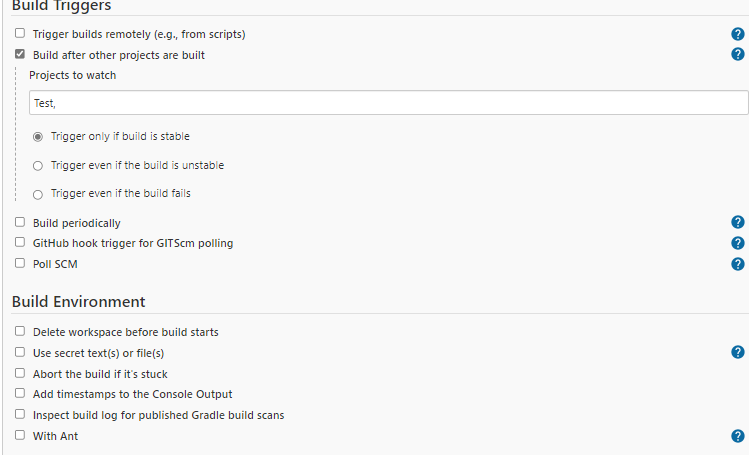 Build Triggers
Trigger builds remotely (e.g., from scripts)
?
Build after other projects are built
?
Projects to watch
Test,
Trigger only if build is stable
Trigger even if the build is unstable
Trigger even if the build fails
Build periodically
?
GitHub hook trigger for GITScm polling
?
Poll SCM
?
Build Environment
Delete workspace before build starts
Use secret text(s) or file(s)
?
Abort the build if it's stuck
Add timestamps to the Console Output
Inspect build log for published Gradle build scans
With Ant
?